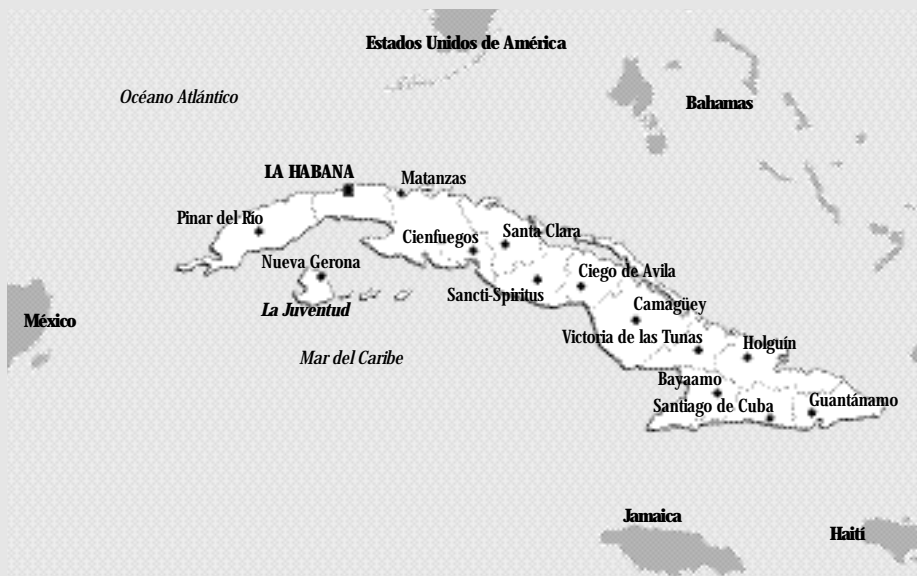 Estados Unidos de América
Océano Atlántico
Bahamas
LA HABANA
Matanzas
Pinar del Río
Cienfuegos
Santa Clara
Nueva Gerona
Ciego de Avila
Sancti-Spiritus
La Juventud
Camagüey
México
Victoria de las Tunas
Holguín
Mar del Caribe
Bayaamo
Santiago de Cuba
Guantánamo
Jamaica
Haití